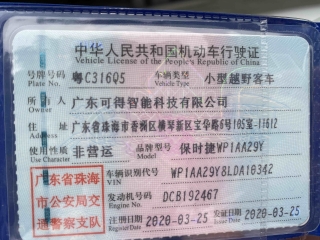 中华人民共和国机动车行驶证
Vehicle License of the People's Republic of China
号牌号码 粤C316Q5 车辆类型 小型越野客车
Plate No. Vehicle Type
所有人 广东可得智能科技有限公司
Owner
住址 广东省珠海市香洲区横琴新区宝华路6号105室-11612
Address
使用性质 非营运 品牌型号 保时捷WP1AA29Y
Use Character Model
广东省珠海
市公安局交
通警察支队
车辆识别代号 WP1AA29Y8LDA10342
VIN
发动机号码 DCB192467
Engine No.
注册日期 2020-03-25 发证日期 2020-03-25
Register Date Issue Date